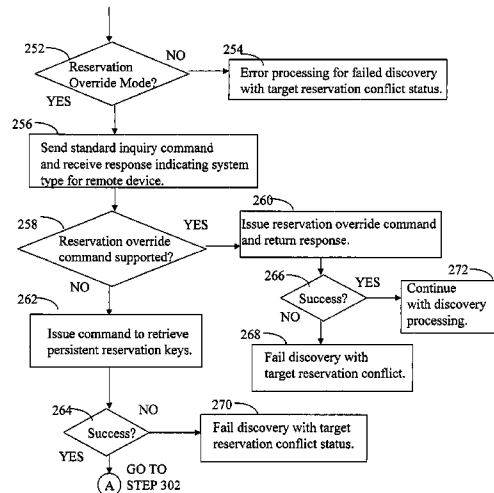 252
Reservation
Override Mode?
NO
YES
254
Error processing for failed discovery
with target reservation conflict status.
256
Send standard inquiry command
and receive response indicating system
type for remote device.
258
Reservation override
command supported?
YES
NO
260
Issue reservation override command
and return response.
266
Success?
YES
NO
272
Continue
with discovery
processing.
268
Fail discovery with
target reservation conflict.
262
Issue command to retrieve
persistent reservation keys.
264
Success?
NO
YES
270
Fail discovery with target
reservation conflict status.
A
GO TO
STEP 302